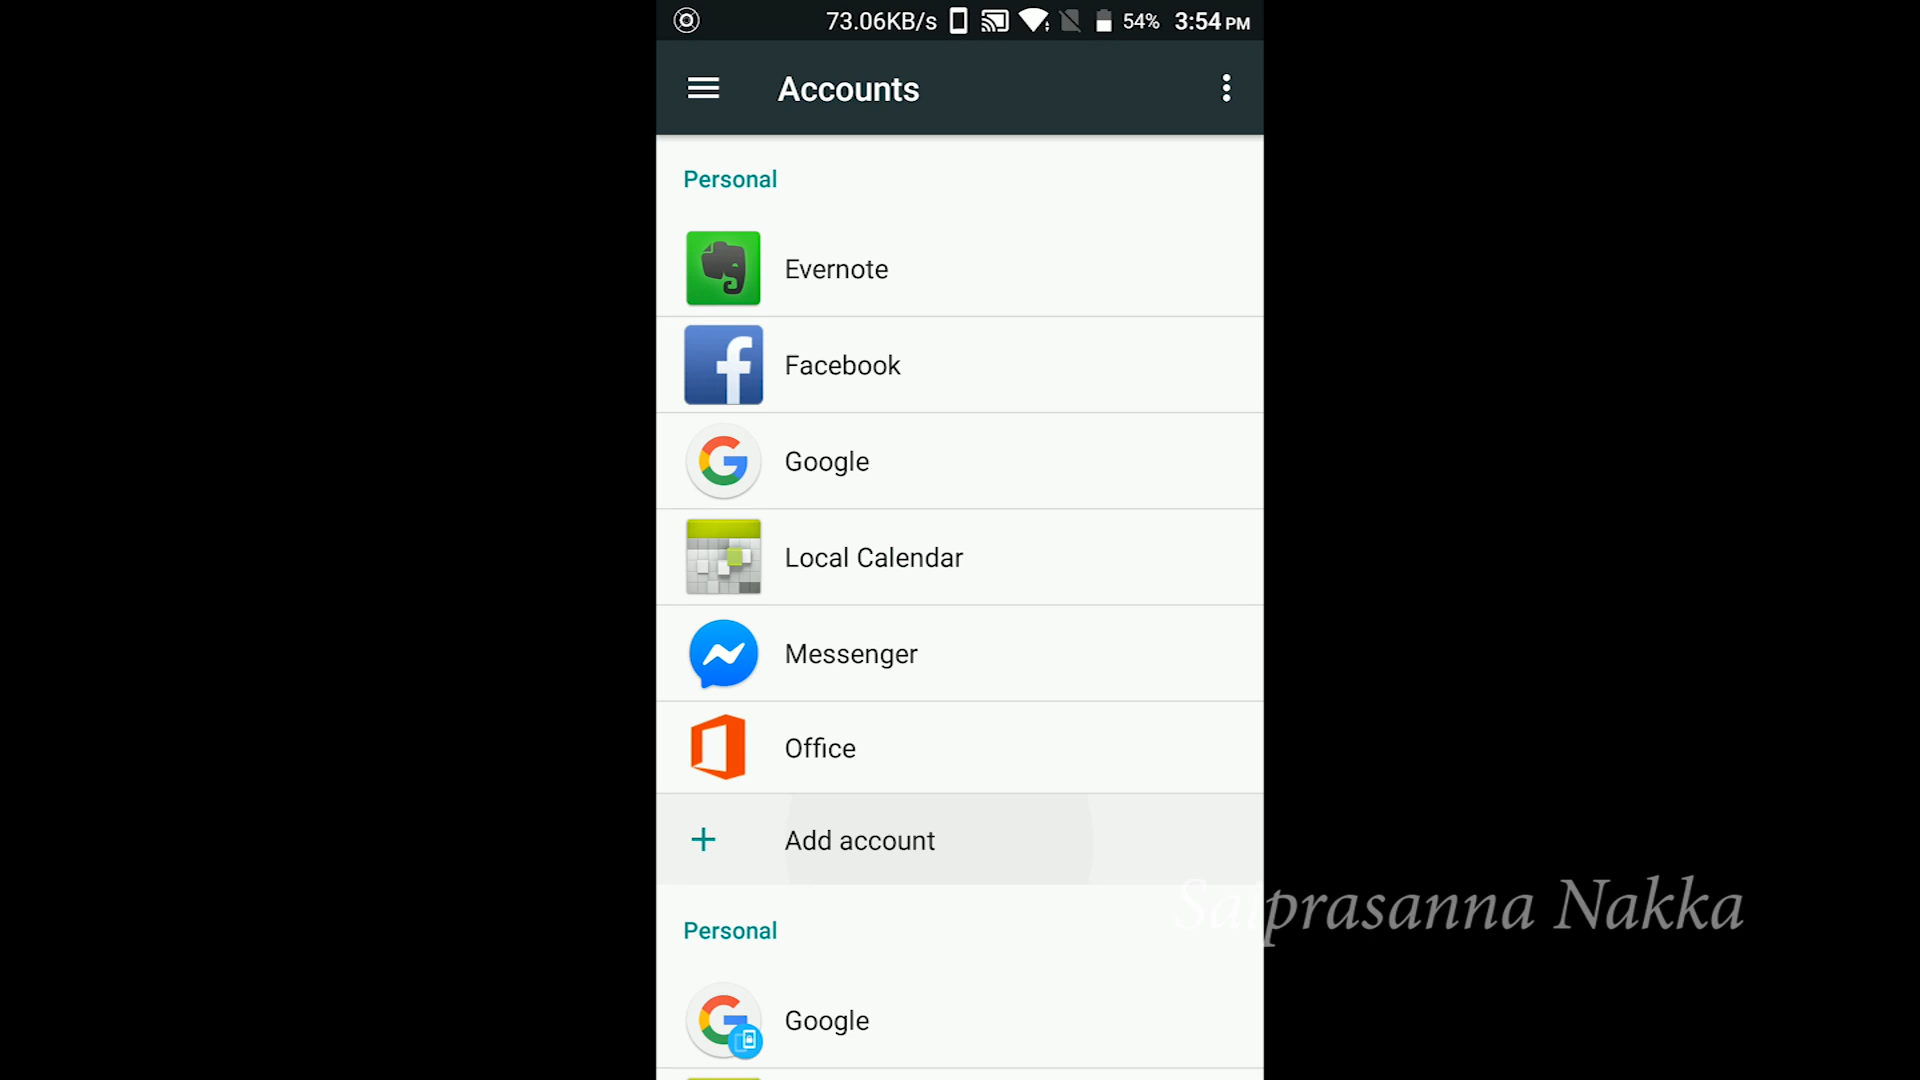 73.06KB/s 54% 3:54 PM
Accounts
Personal
Evernote
Facebook
Google
Local Calendar
Messenger
Office
Add account
Saiprasanna Nakka
Personal
Google